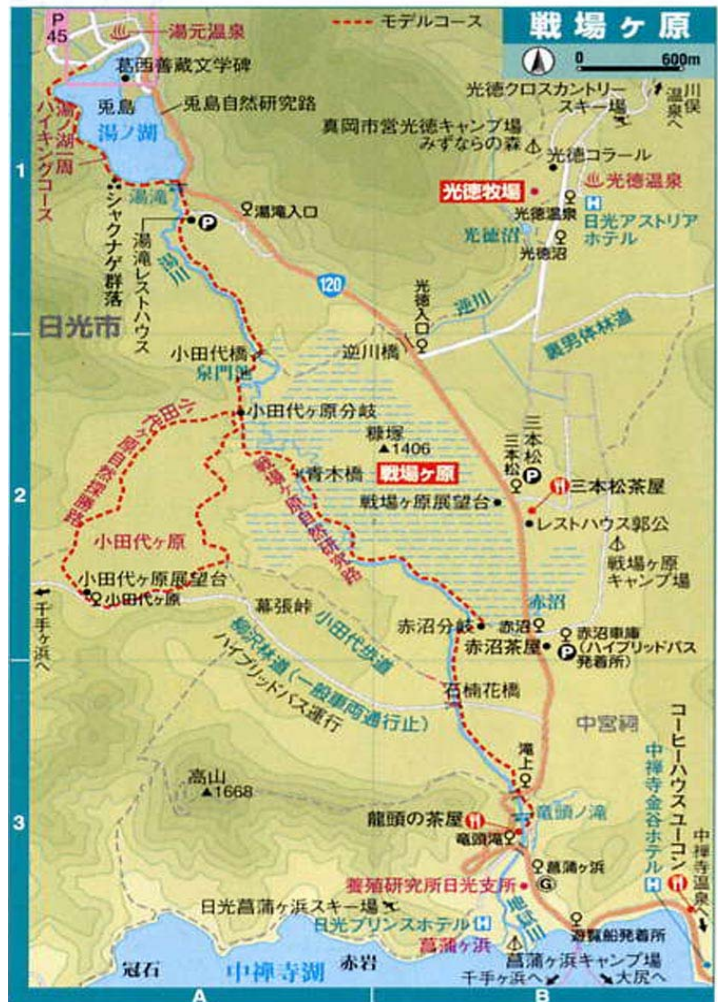 戦場ヶ原
0 600m
モデルコース
P
45
湯元温泉
葛西善蔵文学碑
兎島
兎島自然研究路
湯ノ湖
湯ノ湖一周
ハイキングコース
湯滝
シャクナゲ群落
湯滝レストハウス
P
湯滝入口
湯川
120
光徳クロスカントリー
スキー場
川俣
温泉へ
真岡市営光徳キャンプ場
みずならの森
光徳コラール
光徳牧場
光徳温泉
光徳温泉
H
日光アストリア
ホテル
光徳沼
光徳沼
光徳入口
逆川
裏男体林道
逆川橋
1
日光市
小田代橋
泉門池
小田代ヶ原分岐
糠塚
▲1406
青木橋
戦場ヶ原
戦場ヶ原展望台
三本松
三本松
P
三本松茶屋
レストハウス郭公
戦場ヶ原
キャンプ場
小田代ヶ原自然探勝路
戦場ヶ原自然研究路
2
小田代ヶ原
小田代ヶ原展望台
小田代ヶ原
千手ヶ浜へ
幕張峠
小田代歩道
柳沢林道(一般車両通行止)
ハイブリッドバス運行
赤沼
赤沼分岐
赤沼
赤沼茶屋
赤沼車庫
P
(ハイブリッドバス
発着所)
石楠花橋
中宮祠
滝上
高山
▲1668
3
龍頭の茶屋
竜頭ノ滝
竜頭滝
コーヒーハウス ユーコン
中禅寺金谷ホテル
H
中禅寺温泉へ
菖蒲ヶ浜
G
養殖研究所日光支所
日光菖蒲ヶ浜スキー場
日光プリンスホテル
H
菖蒲ヶ浜
遊覧船発着所
菖蒲ヶ浜キャンプ場
千手ヶ浜へ
大尻へ
冠石
中禅寺湖
赤岩
A
B